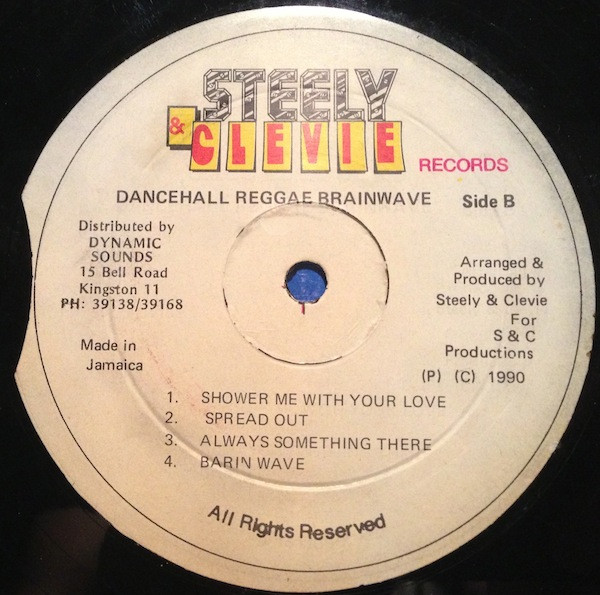 STEELY
& CLEVIE
RECORDS
DANCEHALL REGGAE BRAINWAVE
Side B
Distributed by
DYNAMIC
SOUNDS
15 Bell Road
Kingston 11
PH: 39138/39168
Made in
Jamaica
Arranged &
Produced by
Steely & Clevie
For
S & C
Productions
(P) (C) 1990
1. SHOWER ME WITH YOUR LOVE
2. SPREAD OUT
3. ALWAYS SOMETHING THERE
4. BARIN WAVE
All Rights Reserved